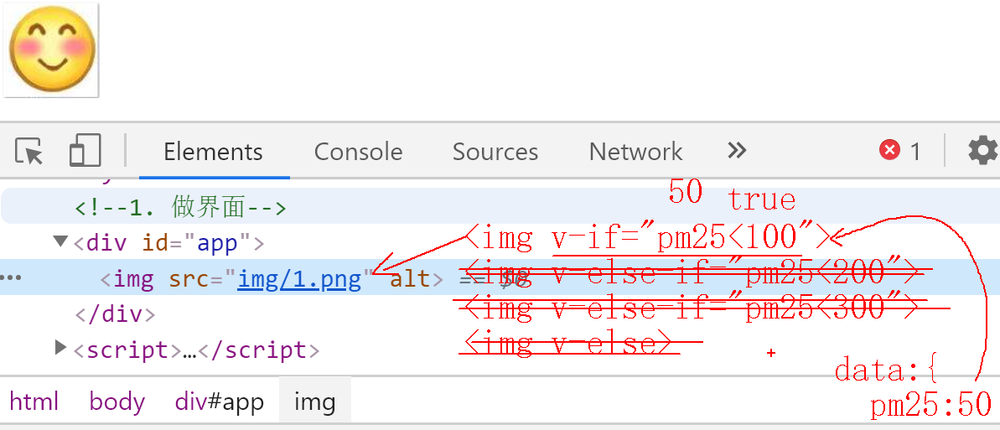 Elements Console Sources Network 1
50 true
<!--1. 做界面-->
<div id="app">
<img v-if="pm25<100">
<img src="img/1.png" alt> == $0
<img v-else-if="pm25<200">
</div>
<img v-else-if="pm25<300">
<script>…</script>
<img v-else>
data:{
pm25:50
html body div#app img